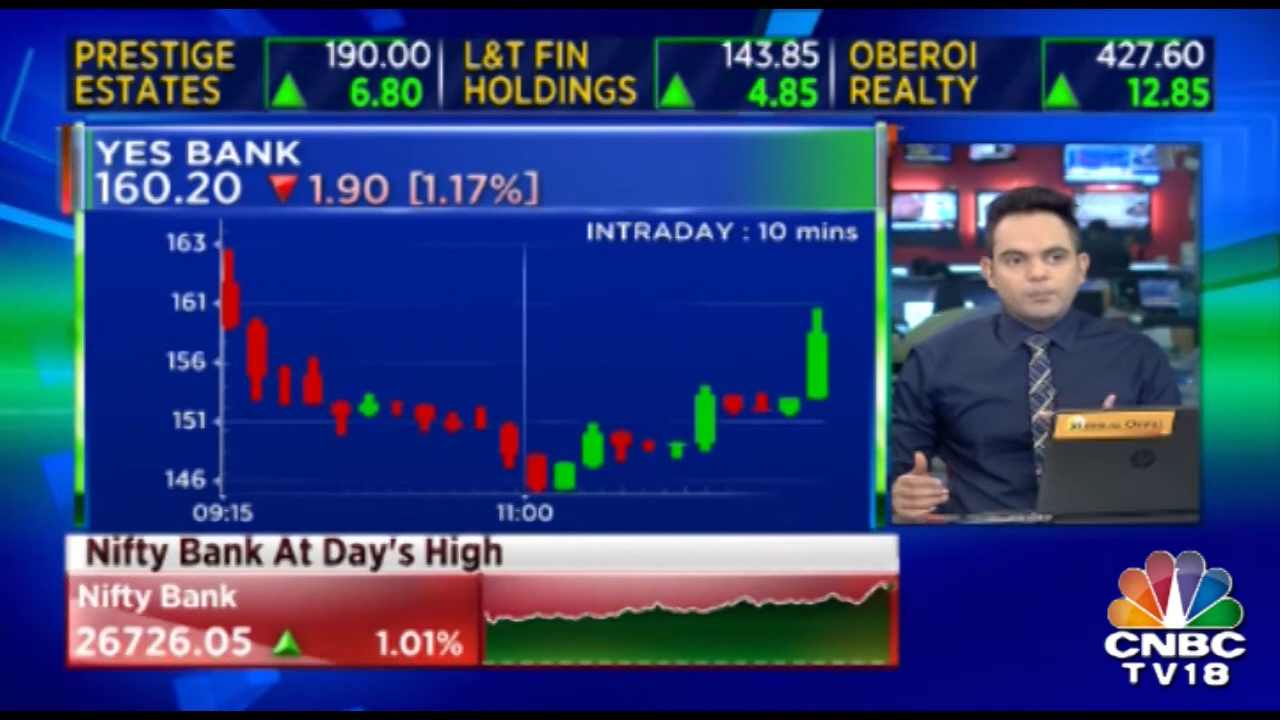 PRESTIGE
ESTATES
190.00
6.80
L&T FIN
HOLDINGS
143.85
4.85
OBEROI
REALTY
427.60
12.85
YES BANK
160.20 1.90 [1.17%]
INTRADAY : 10 mins
163
161
156
151
146
09:15 11:00
Nifty Bank At Day's High
Nifty Bank
26726.05 1.01%
hp
CNBC
TV18